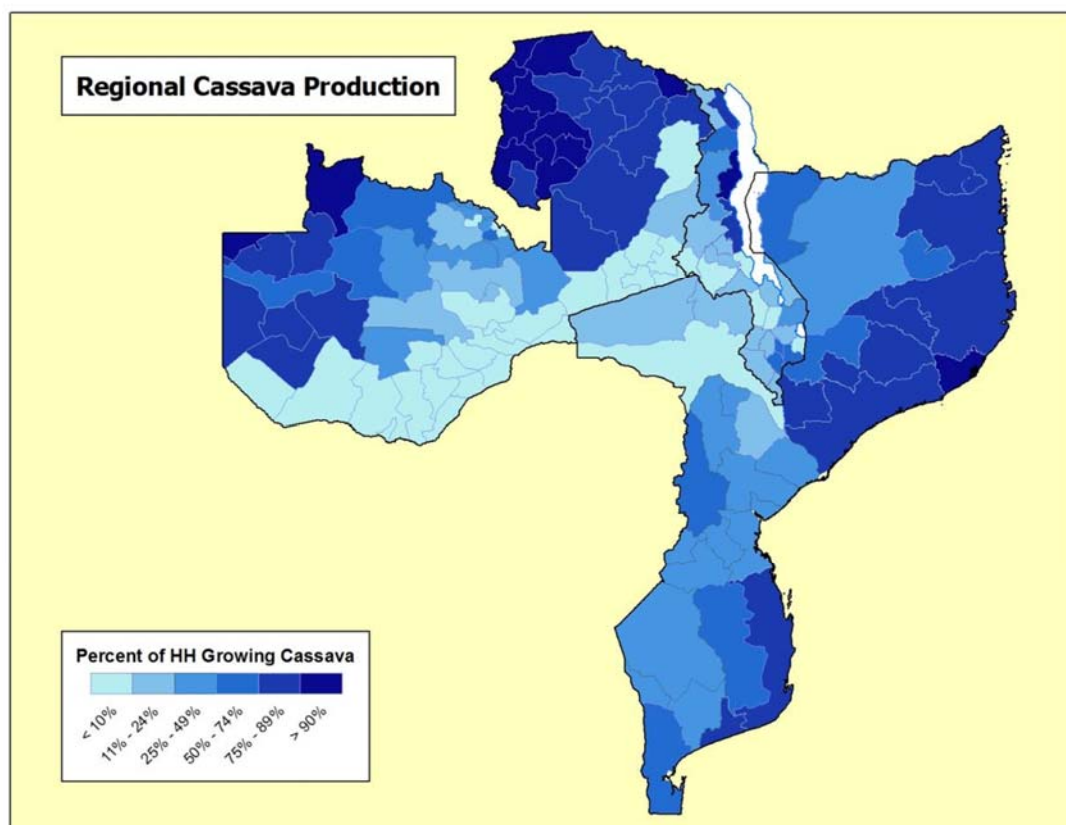 Regional Cassava Production
Percent of HH Growing Cassava
< 10%
11% - 24%
25% - 49%
50% - 74%
75% - 89%
> 90%